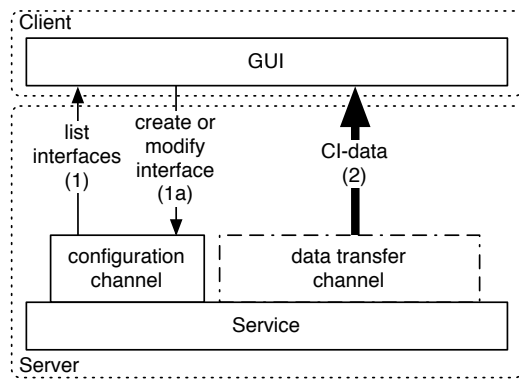 Client
GUI
list
interfaces
(1)
create or
modify
interface
(1a)
CI-data
(2)
configuration
channel
data transfer
channel
Service
Server